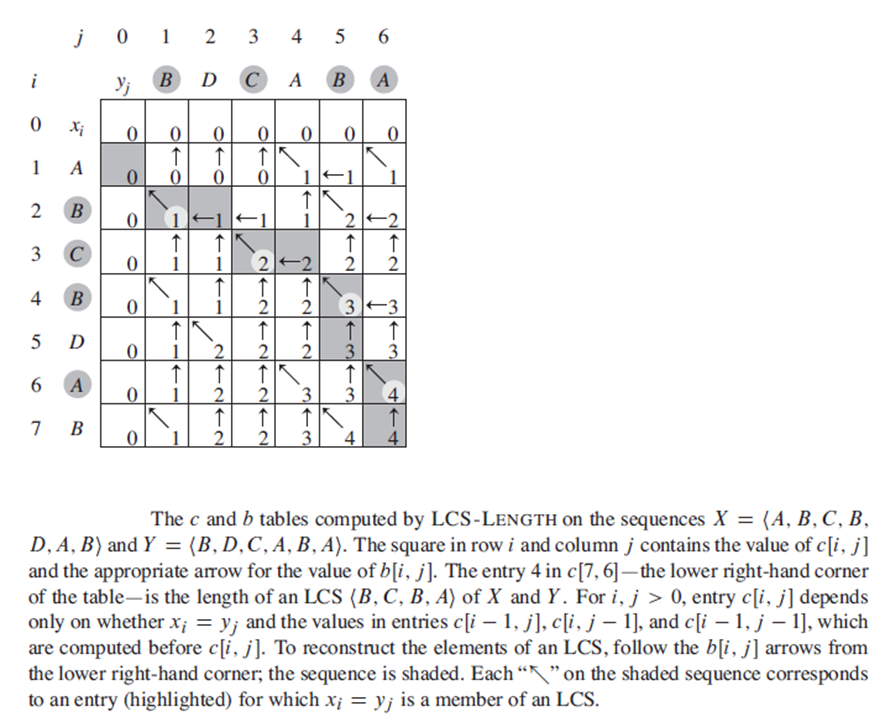 j 0 1 2 3 4 5 6
i yj B D C A B A
0 xi 0 0 0 0 0 0 0
1 A 0 ↑0 ↑0 ↑0 ↖1 ←1 ↖1
2 B 0 ↖1 ←1 ←1 ↑1 ↖2 ←2
3 C 0 ↑1 ↑1 ↖2 ←2 ↑2 ↑2
4 B 0 ↖1 ↑1 ↑2 ↑2 ↖3 ←3
5 D 0 ↑1 ↖2 ↑2 ↑2 ↑3 ↑3
6 A 0 ↑1 ↑2 ↑2 ↖3 ↑3 ↖4
7 B 0 ↖1 ↑2 ↑2 ↑3 ↖4 ↑4
The c and b tables computed by LCS-LENGTH on the sequences X = ⟨A, B, C, B,
D, A, B⟩ and Y = ⟨B, D, C, A, B, A⟩. The square in row i and column j contains the value of c[i, j]
and the appropriate arrow for the value of b[i, j]. The entry 4 in c[7, 6]—the lower right-hand corner
of the table—is the length of an LCS ⟨B, C, B, A⟩ of X and Y. For i, j > 0, entry c[i, j] depends
only on whether xi = yj and the values in entries c[i − 1, j], c[i, j − 1], and c[i − 1, j − 1], which
are computed before c[i, j]. To reconstruct the elements of an LCS, follow the b[i, j] arrows from
the lower right-hand corner; the sequence is shaded. Each “↖” on the shaded sequence corresponds
to an entry (highlighted) for which xi = yj is a member of an LCS.